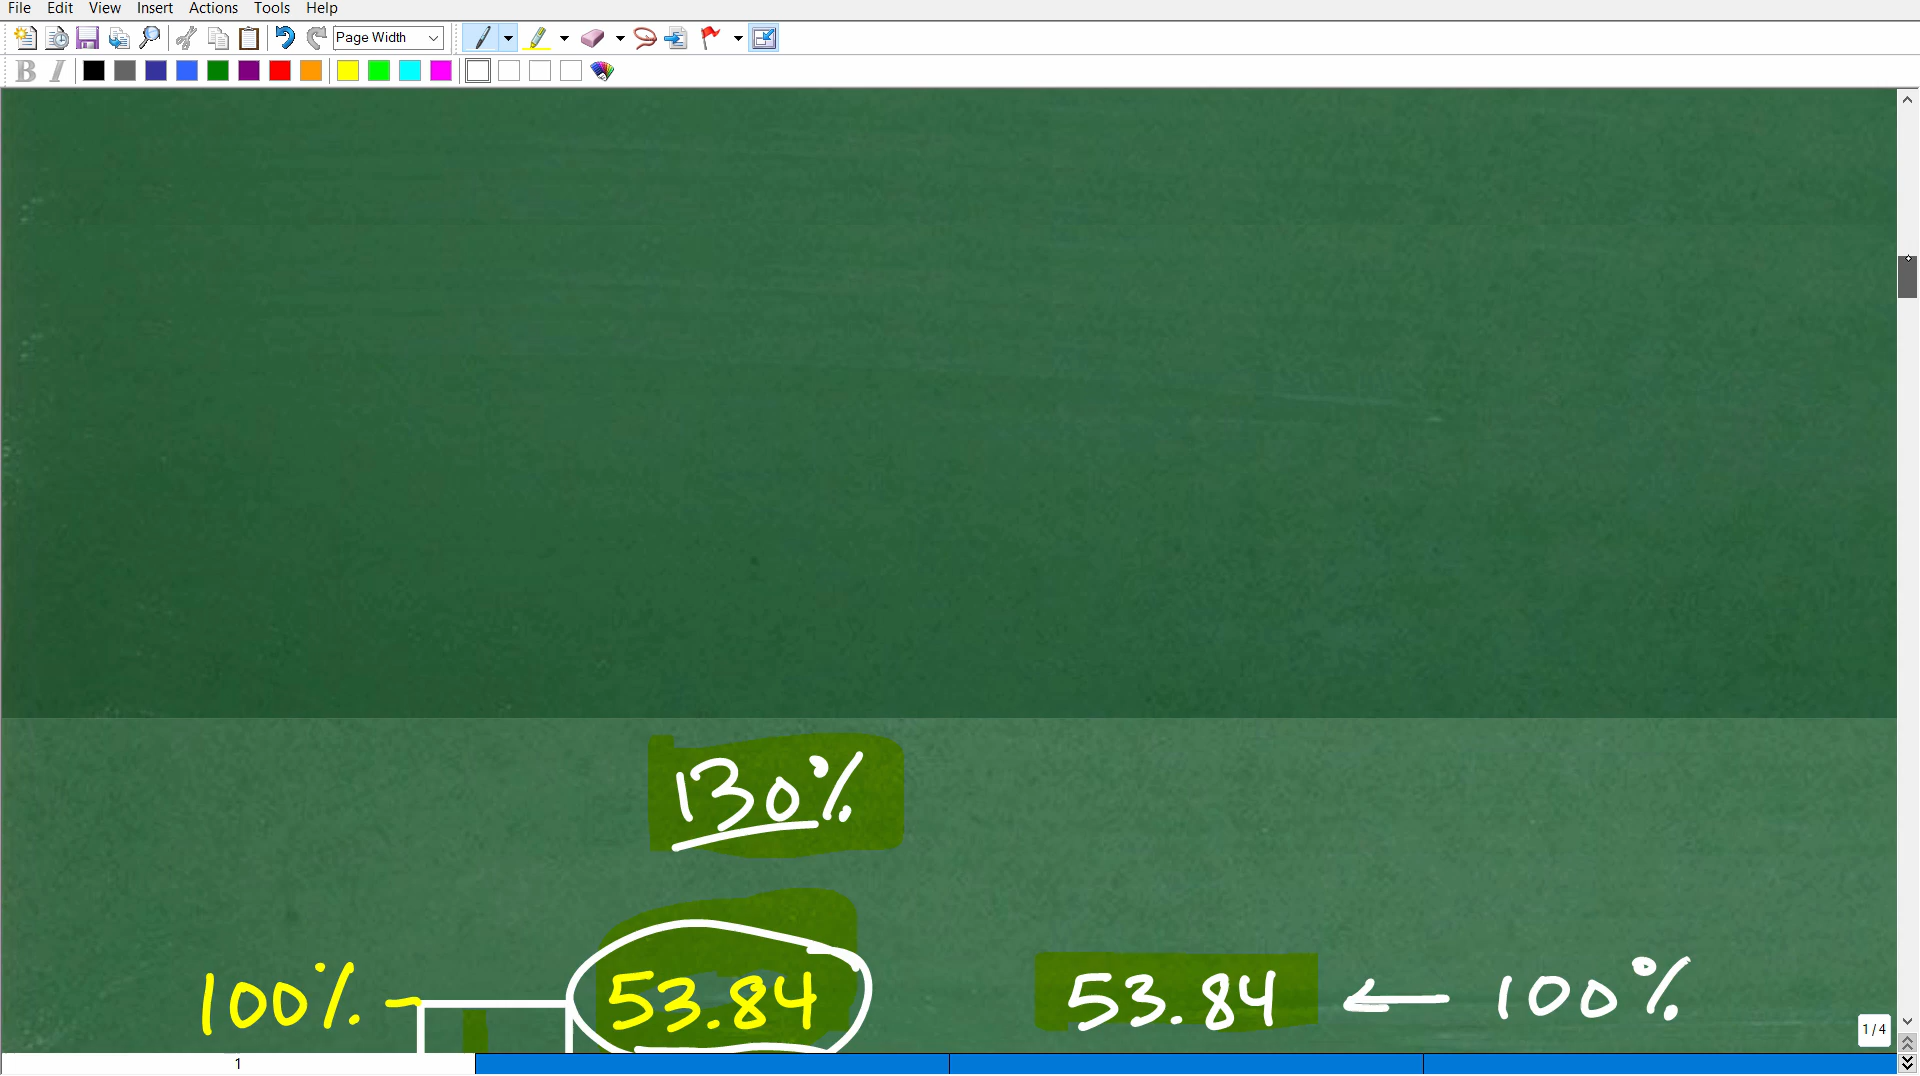 File Edit View Insert Actions Tools Help
Page Width
B I
130%
100% 53.84 53.84 ← 100%
1 / 4
1